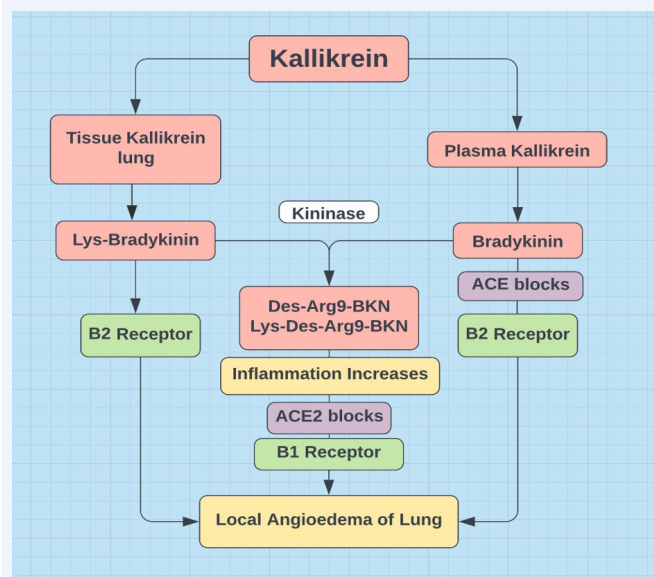 Kallikrein
Tissue Kallikrein
lung
Plasma Kallikrein
Kininase
Lys-Bradykinin
Bradykinin
ACE blocks
Des-Arg9-BKN
Lys-Des-Arg9-BKN
B2 Receptor
B2 Receptor
Inflammation Increases
ACE2 blocks
B1 Receptor
Local Angioedema of Lung